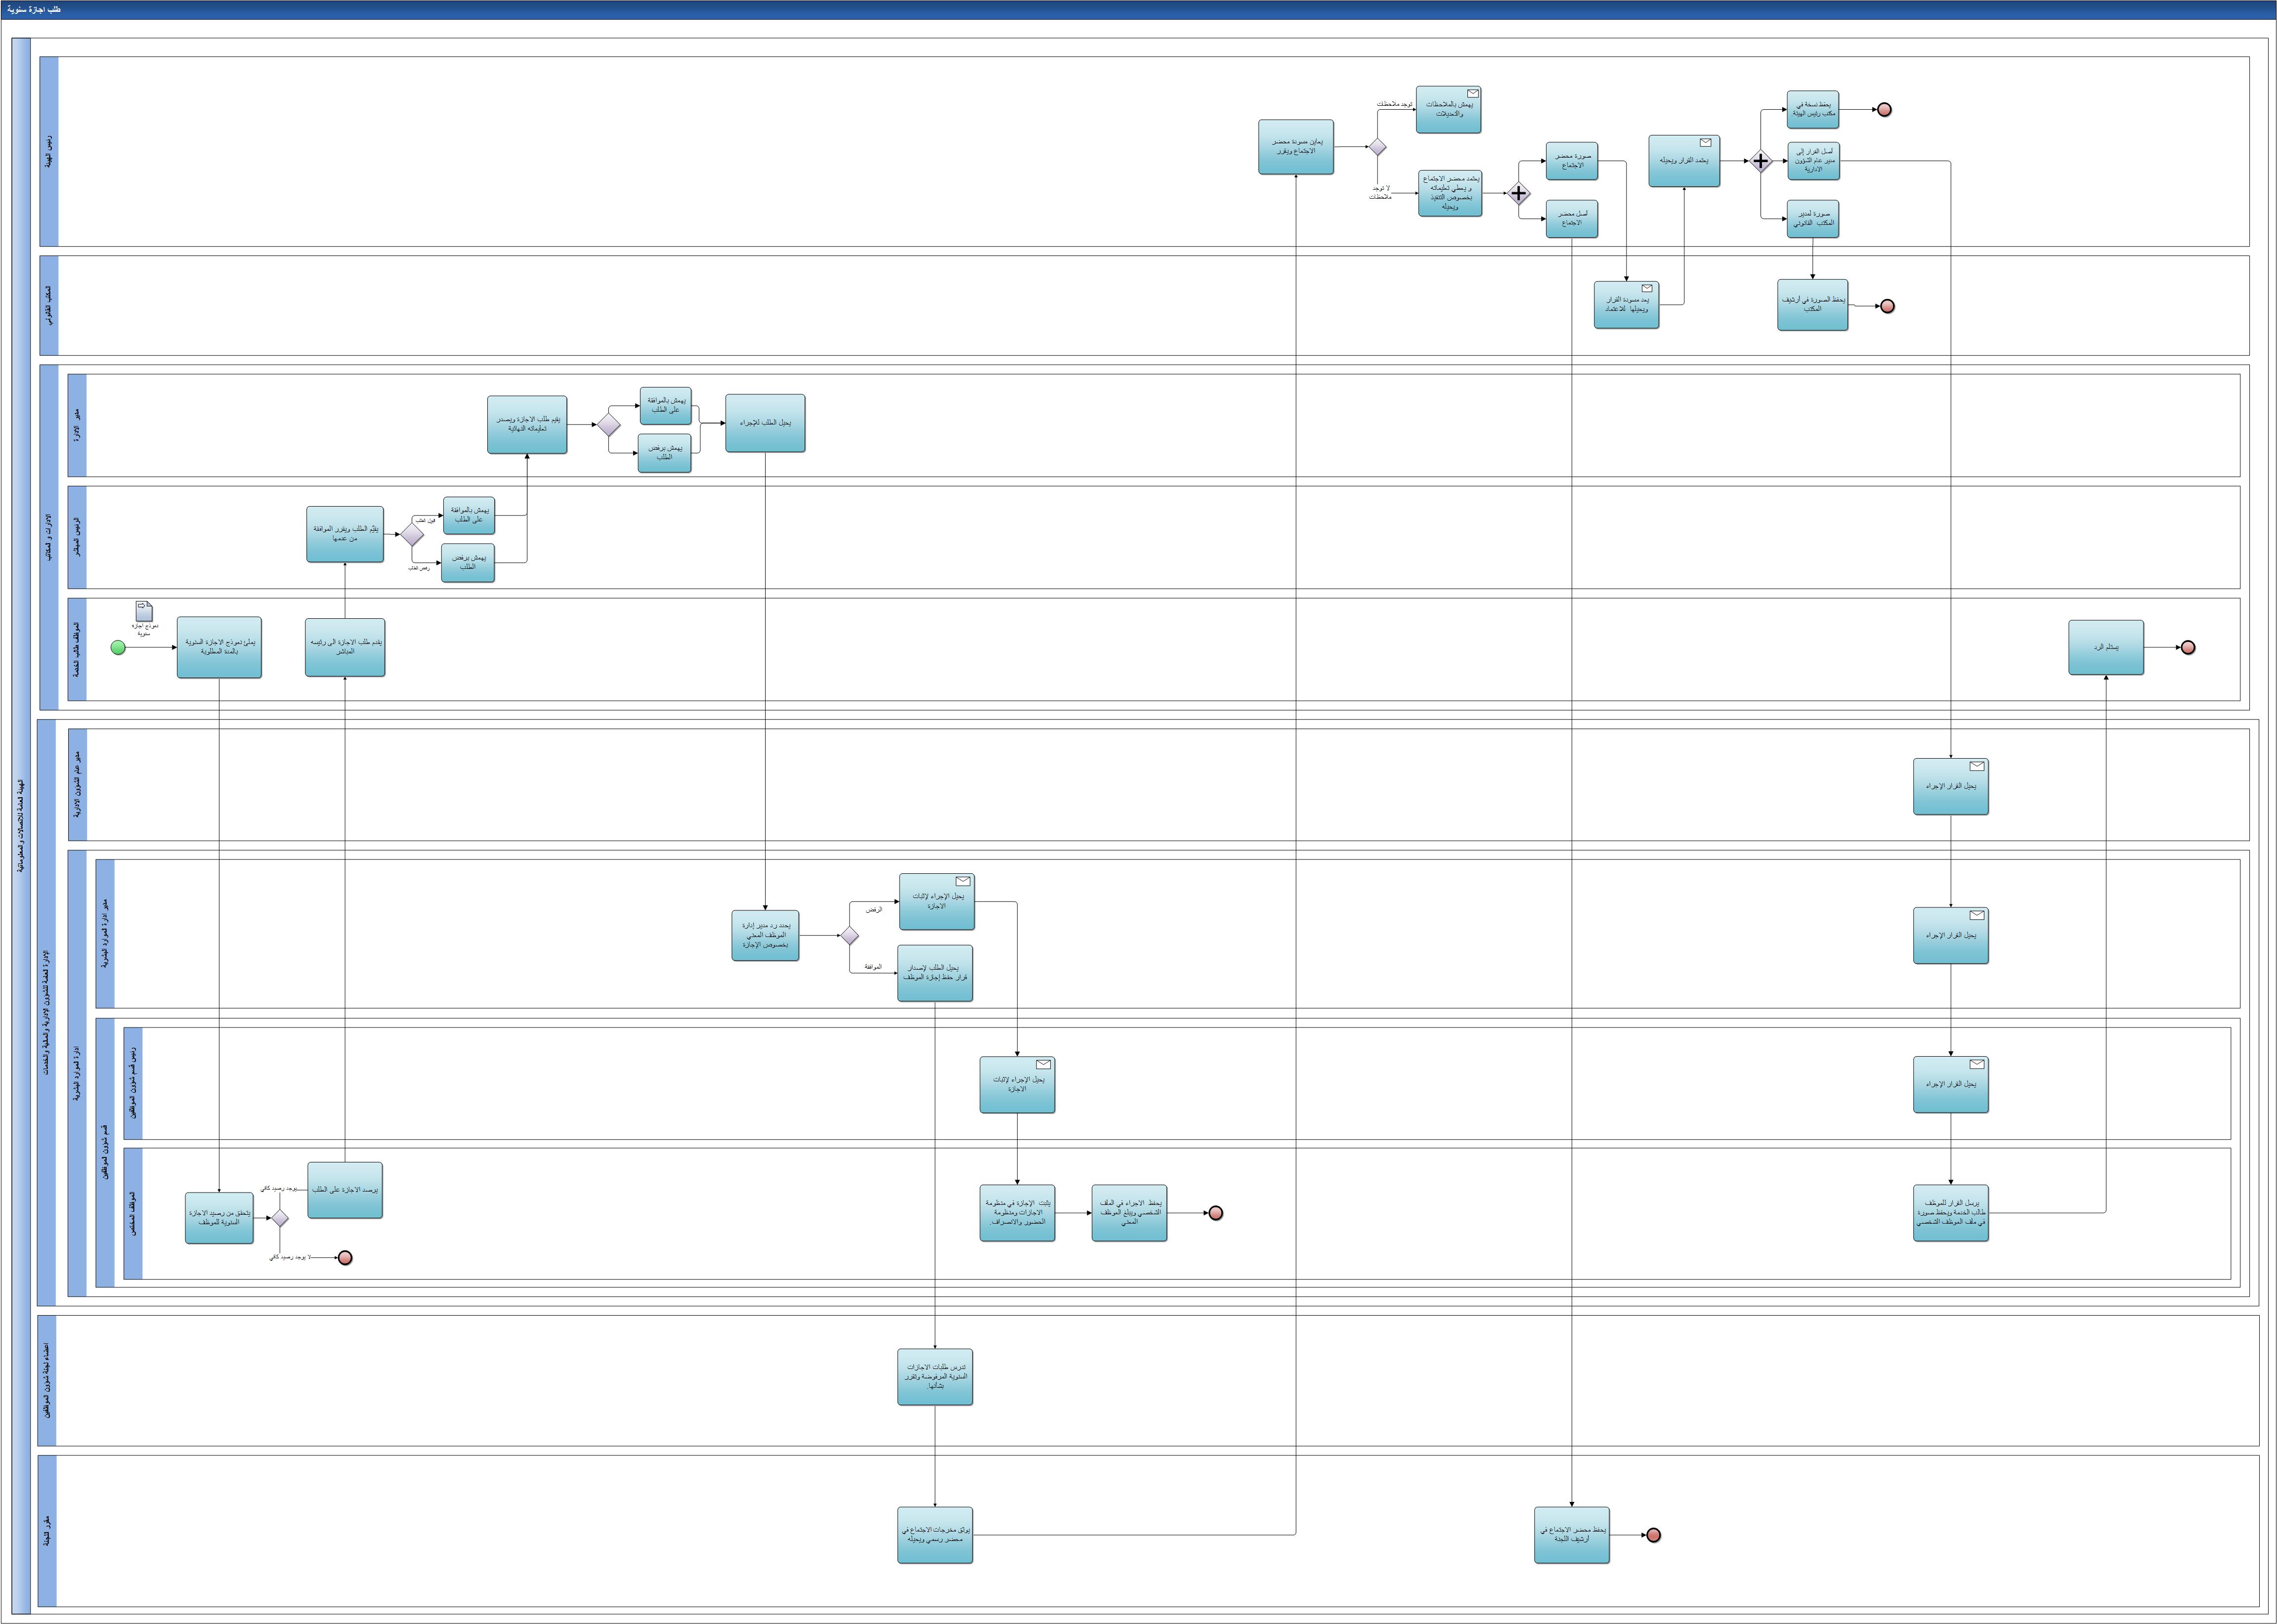 طلب اجازة سنوية
الهيئة العامة للاتصالات والمعلوماتية
رئيس الهيئة
يعاين مسودة محضر
الاجتماع ويقرر
توجد ملاحظات
لا توجد
ملاحظات
يهمش بالملاحظات
والتعديلات
يعتمد محضر الاجتماع
و يعطي تعليماته
بخصوص التنفيذ
ويحيله
صورة محضر
الاجتماع
أصل محضر
الاجتماع
يعتمد القرار ويحيله
يحفظ نسخة في
مكتب رئيس الهيئة
أصل القرار إلى
مدير عام الشؤون
الادارية
صورة لمدير
المكتب القانوني
المكتب القانوني
يعد مسودة القرار
ويحيلها للاعتماد
يحفظ الصورة في أرشيف
المكتب
الادارات و المكاتب
مدير الادارة
يقيم طلب الاجازة ويصدر
تعليماته النهائية
يهمش بالموافقة
على الطلب
يهمش برفض
الطلب
يحيل الطلب للإجراء
الرئيس المباشر
يقيّم الطلب ويقرر الموافقة
من عدمها
قبول الطلب
رفض الطلب
يهمش بالموافقة
على الطلب
يهمش برفض
الطلب
الموظف طالب الخدمة
نموذج اجازة
سنوية
يملئ نموذج الاجازة السنوية
بالمدة المطلوبة
يقدم طلب الاجازة الى رئيسه
المباشر
يستلم الرد
الإدارة العامة للشؤون الإدارية والمالية والخدمات
مدير عام الشؤون الادارية
يحيل القرار الإجراء
ادارة الموارد البشرية
مدير ادارة الموارد البشرية
يحدد رد مدير إدارة
الموظف المعني
بخصوص الإجازة
الرفض
الموافقة
يحيل الإجراء لإثبات
الاجازة
يحيل الطلب لإصدار
قرار حفظ إجازة الموظف
يحيل القرار الإجراء
قسم شؤون الموظفين
رئيس قسم شؤون الموظفين
يحيل الإجراء لإثبات
الاجازة
يحيل القرار الإجراء
الموظف المختص
يتحقق من رصيد الاجازة
السنوية للموظف
يوجد رصيد كافي
لا يوجد رصيد كافي
يرصد الاجازة على الطلب
يثبت الإجازة في منظومة
الاجازات ومنظومة
الحضور والانصراف.
يحفظ الاجراء في الملف
الشخصي ويبلغ الموظف
المعني
يرسل القرار للموظف
طالب الخدمة ويحفظ صورة
في ملف الموظف الشخصي
اعضاء لجنة شؤون الموظفين
تدرس طلبات الاجازات
السنوية المرفوضة وتقرر
بشأنها.
مقرر اللجنة
يوثق مخرجات الاجتماع في
محضر رسمي ويحيله
يحفظ محضر الاجتماع في
أرشيف اللجنة